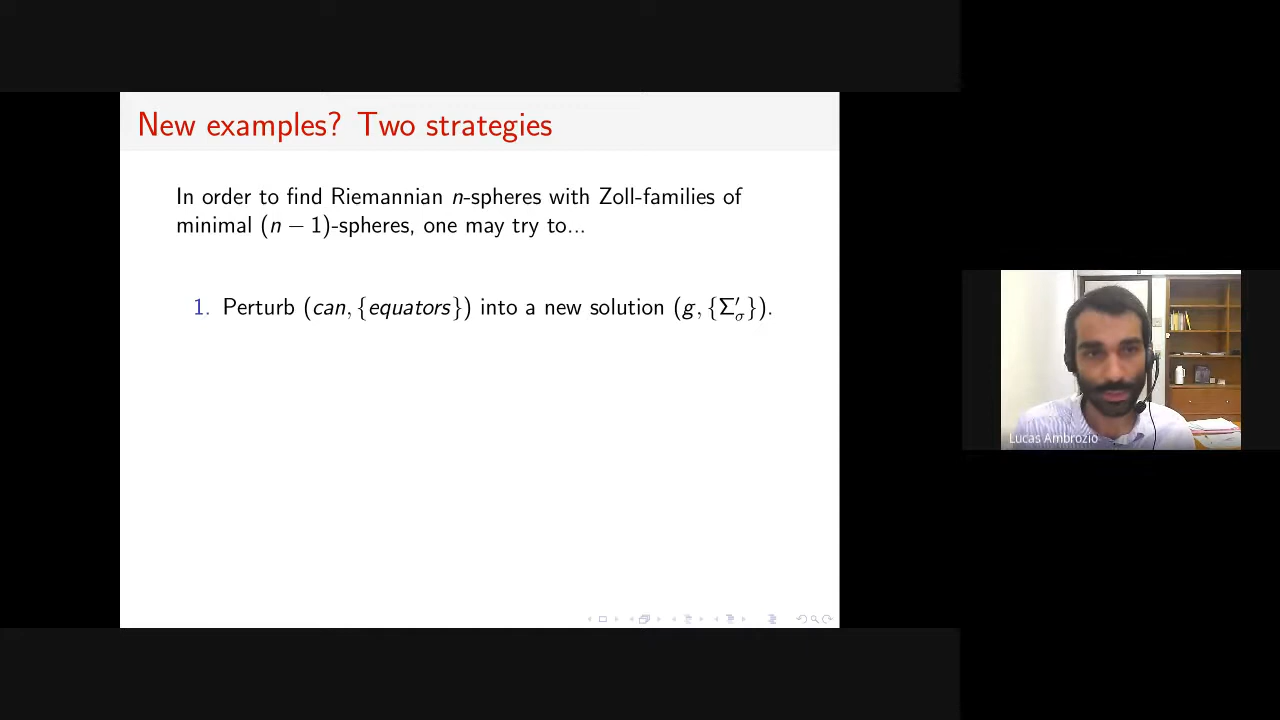 New examples? Two strategies
In order to find Riemannian n-spheres with Zoll-families of
minimal (n − 1)-spheres, one may try to...
1. Perturb (can, {equators}) into a new solution (g, {Σ′σ}).
Lucas Ambrozio